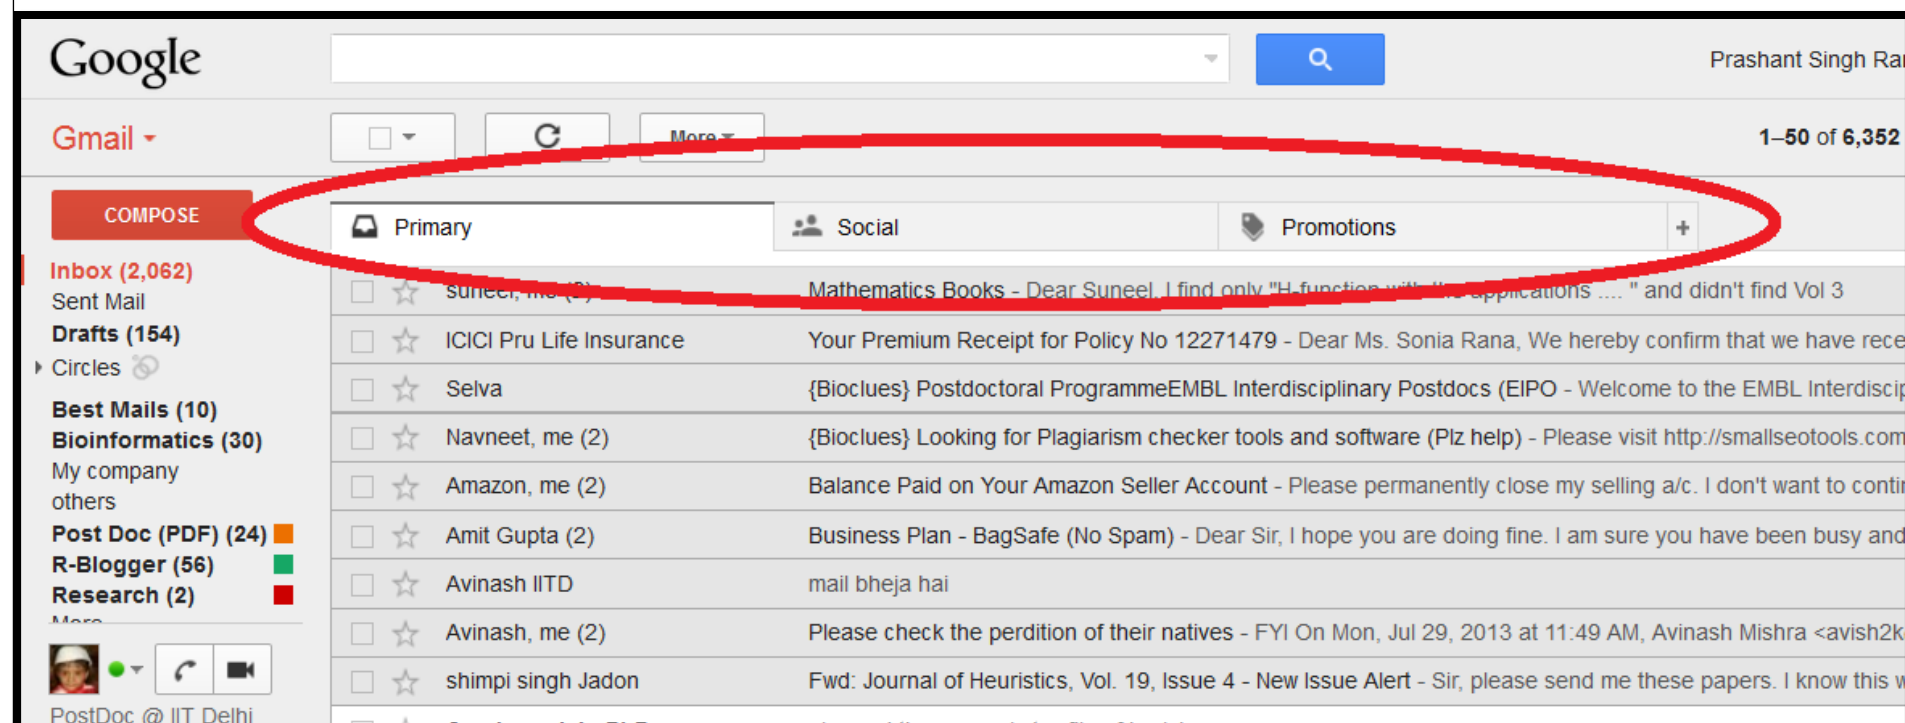 Google
Prashant Singh
Gmail
More
1–50 of 6,352
COMPOSE
Primary
Social
Promotions
+
Inbox (2,062)
Sent Mail
Drafts (154)
Circles
Best Mails (10)
Bioinformatics (30)
My company
others
Post Doc (PDF) (24)
R-Blogger (56)
Research (2)
More
PostDoc @ IIT Delhi
suneel, me (3) Mathematics Books - Dear Suneel, I find only "H-function with the applications .... " and didn't find Vol 3
ICICI Pru Life Insurance Your Premium Receipt for Policy No 12271479 - Dear Ms. Sonia Rana, We hereby confirm that we have rece
Selva {Bioclues} Postdoctoral ProgrammeEMBL Interdisciplinary Postdocs (EIPO - Welcome to the EMBL Interdiscip
Navneet, me (2) {Bioclues} Looking for Plagiarism checker tools and software (Plz help) - Please visit http://smallseotools.com
Amazon, me (2) Balance Paid on Your Amazon Seller Account - Please permanently close my selling a/c. I don't want to contin
Amit Gupta (2) Business Plan - BagSafe (No Spam) - Dear Sir, I hope you are doing fine. I am sure you have been busy and
Avinash IITD mail bheja hai
Avinash, me (2) Please check the perdition of their natives - FYI On Mon, Jul 29, 2013 at 11:49 AM, Avinash Mishra <avish2k
shimpi singh Jadon Fwd: Journal of Heuristics, Vol. 19, Issue 4 - New Issue Alert - Sir, please send me these papers. I know this w